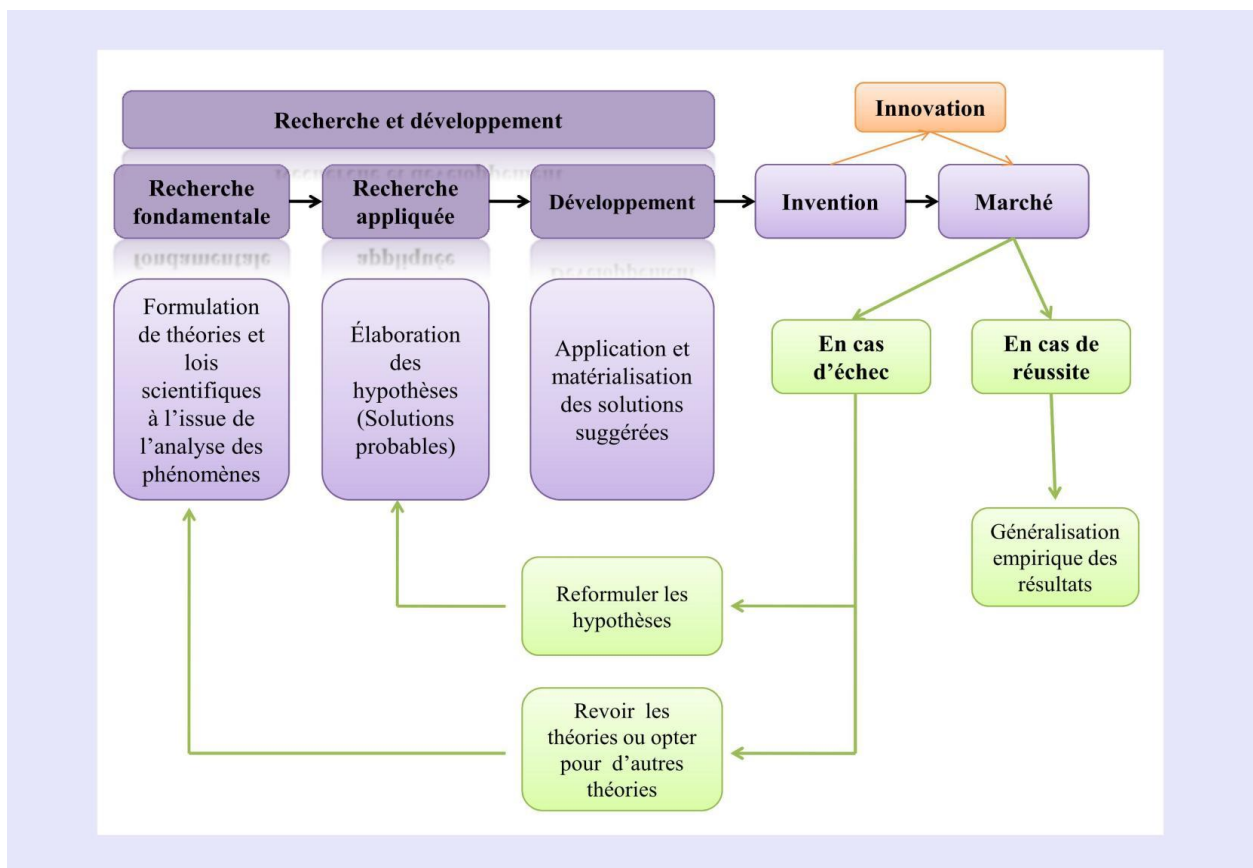 Recherche et développement
Innovation
Recherche
fondamentale
Recherche
appliquée
Développement
Invention
Marché
Formulation
de théories et
lois
scientifiques
à l’issue de
l’analyse des
phénomènes
Élaboration
des
hypothèses
(Solutions
probables)
Application et
matérialisation
des solutions
suggérées
En cas
d’échec
En cas de
réussite
Généralisation
empirique des
résultats
Reformuler les
hypothèses
Revoir les
théories ou opter
pour d’autres
théories